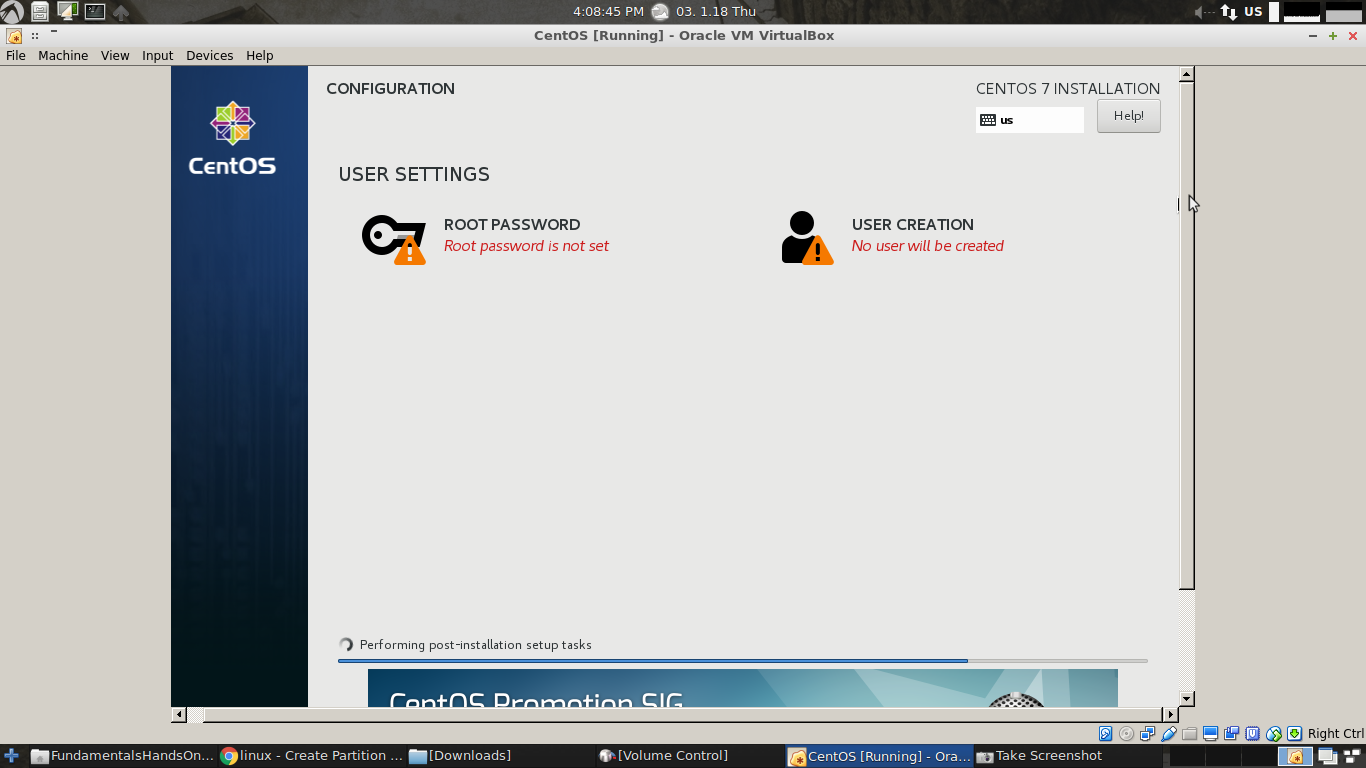 4:08:45 PM 03. 1.18 Thu US
CentOS [Running] - Oracle VM VirtualBox
File Machine View Input Devices Help
CONFIGURATION
CENTOS 7 INSTALLATION
us
Help!
CentOS
USER SETTINGS
ROOT PASSWORD
Root password is not set
USER CREATION
No user will be created
Performing post-installation setup tasks
CentOS Promotion SIG
Right Ctrl
FundamentalsHandsOn... linux - Create Partition ... [Downloads] [Volume Control] CentOS [Running] - Ora... Take Screenshot